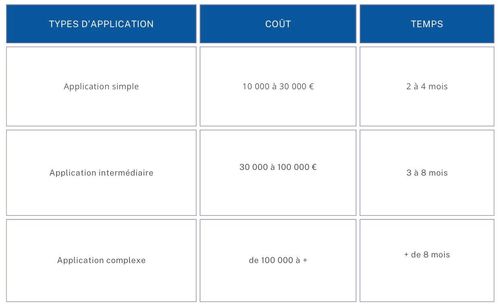 TYPES D'APPLICATION COÛT TEMPS
Application simple 10 000 à 30 000 € 2 à 4 mois
Application intermédiaire 30 000 à 100 000 € 3 à 8 mois
Application complexe de 100 000 à + + de 8 mois